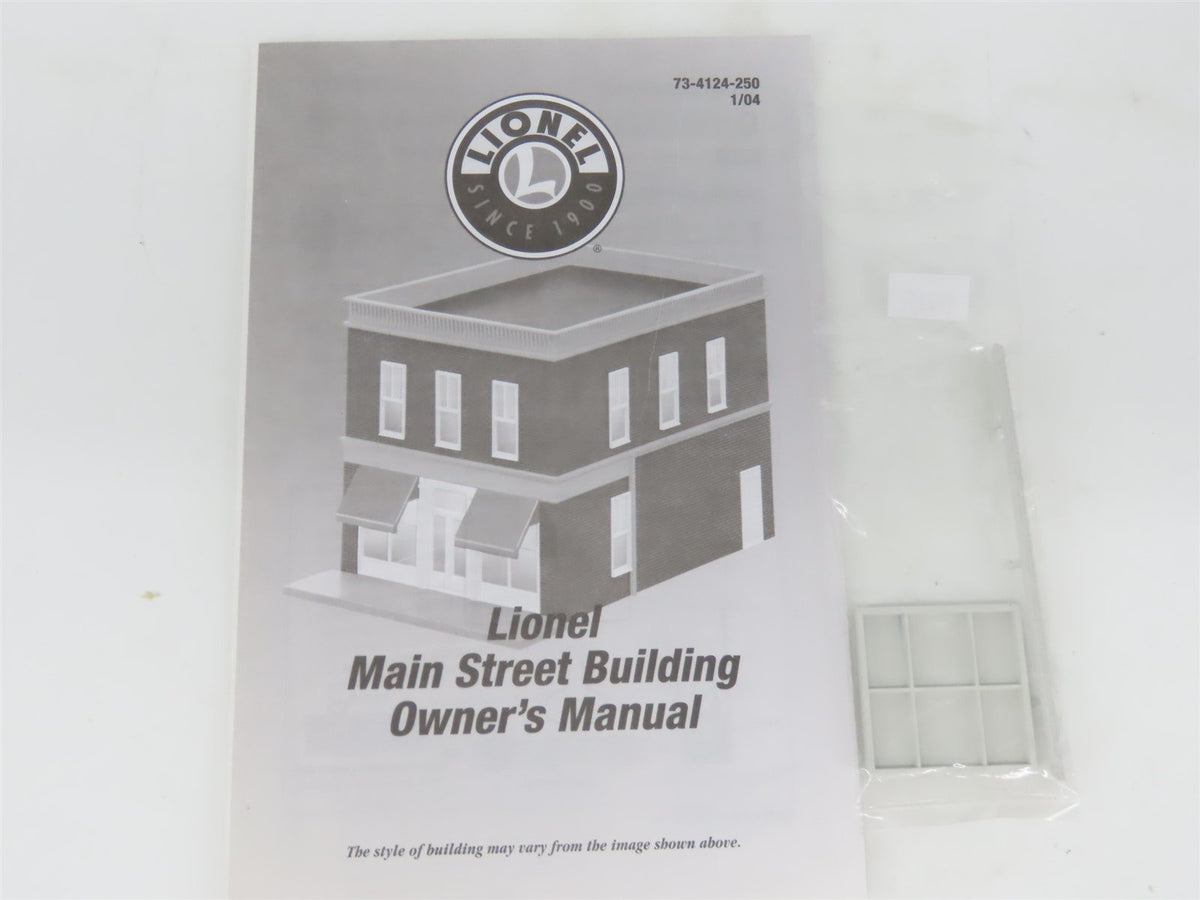 73-4124-250
1/04
LIONEL
L
SINCE 1900
®
Lionel
Main Street Building
Owner's Manual
The style of building may vary from the image shown above.